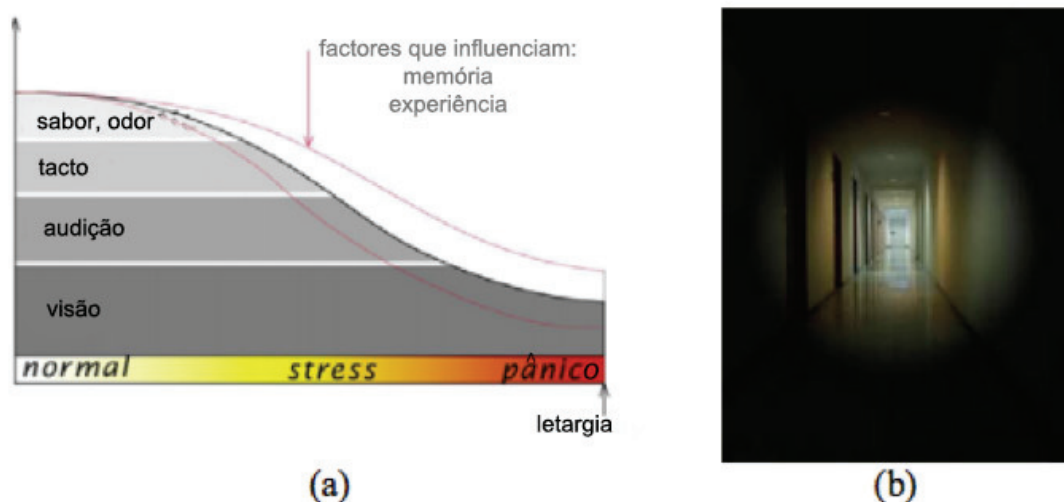 factores que influenciam:
memória
experiência
sabor, odor
tacto
audição
visão
normal stress pânico
letargia
(a) (b)